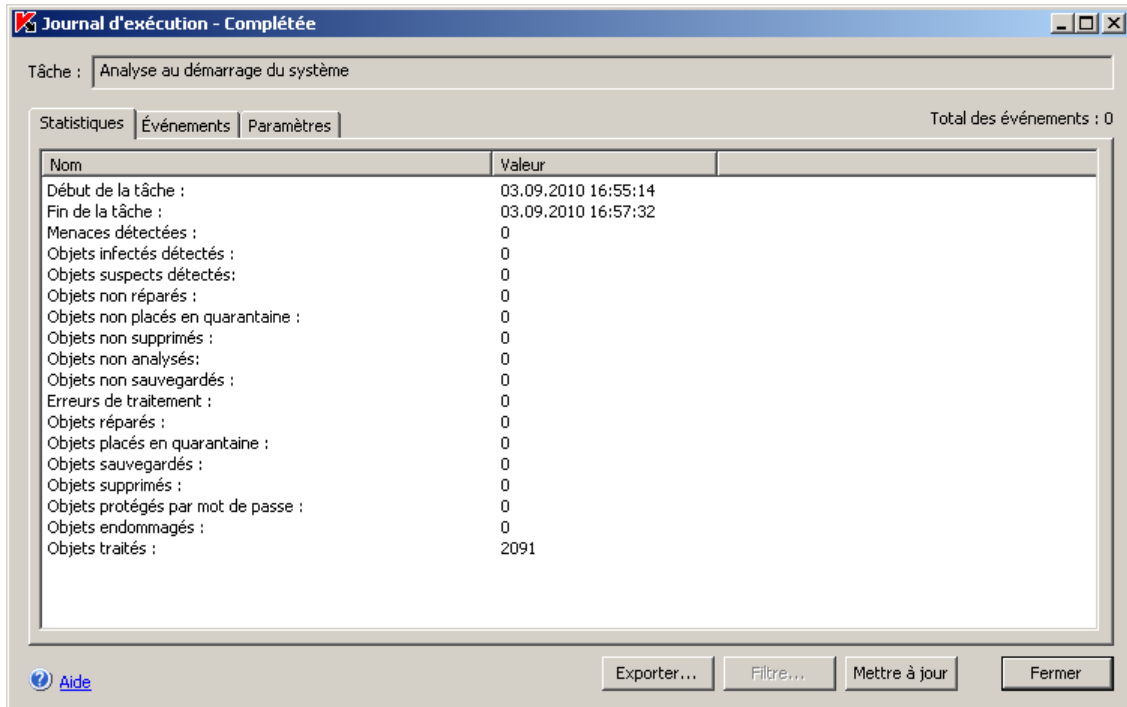 Journal d'exécution - Complétée
Tâche : Analyse au démarrage du système
Statistiques Événements Paramètres Total des événements : 0
Nom Valeur
Début de la tâche : 03.09.2010 16:55:14
Fin de la tâche : 03.09.2010 16:57:32
Menaces détectées : 0
Objets infectés détectés : 0
Objets suspects détectés: 0
Objets non réparés : 0
Objets non placés en quarantaine : 0
Objets non supprimés : 0
Objets non analysés: 0
Objets non sauvegardés : 0
Erreurs de traitement : 0
Objets réparés : 0
Objets placés en quarantaine : 0
Objets sauvegardés : 0
Objets supprimés : 0
Objets protégés par mot de passe : 0
Objets endommagés : 0
Objets traités : 2091
Aide Exporter... Filtre... Mettre à jour Fermer